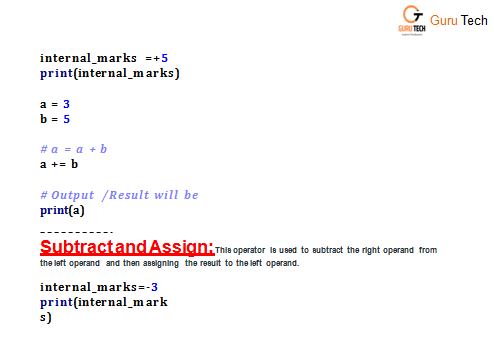 GURU TECH
Guru Tech
internal_marks =+5
print(internal_marks)
a = 3
b = 5
# a = a + b
a += b
# Output /Result will be
print(a)
----------.
Subtract and Assign: This operator is used to subtract the right operand from
the left operand and then assigning the result to the left operand.
internal_marks=-3
print(internal_mark
s)